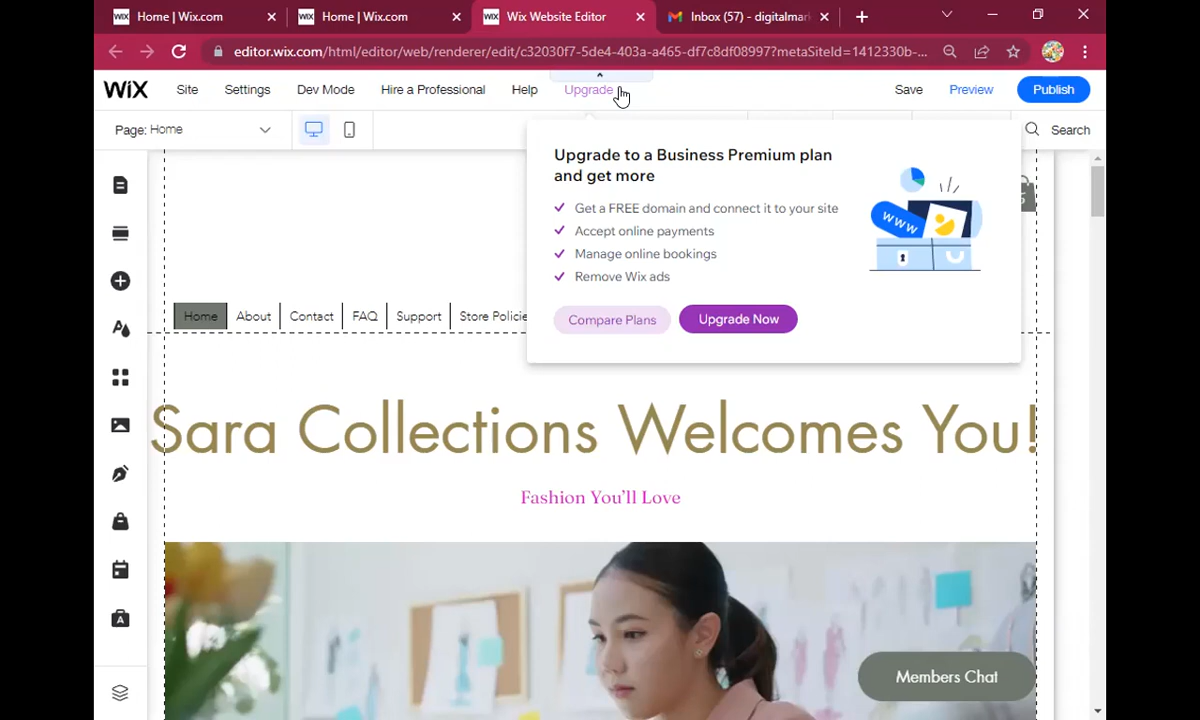 Home | Wix.com
Home | Wix.com
Wix Website Editor
Inbox (57) - digitalmar
editor.wix.com/html/editor/web/renderer/edit/c32030f7-5de4-403a-a465-df7c8df08997?metaSiteId=1412330b-...
WiX Site Settings Dev Mode Hire a Professional Help Upgrade Save Preview Publish
Page: Home
Search
Upgrade to a Business Premium plan
and get more
Get a FREE domain and connect it to your site
Accept online payments
Manage online bookings
Remove Wix ads
Compare Plans Upgrade Now
www
Home About Contact FAQ Support Store Policie
Sara Collections Welcomes You!
Fashion You'll Love
Members Chat